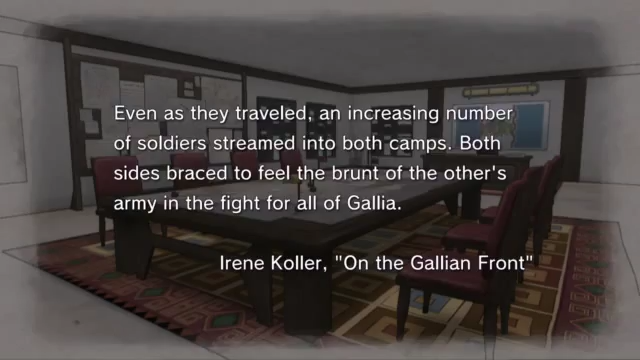 Even as they traveled, an increasing number
of soldiers streamed into both camps. Both
sides braced to feel the brunt of the other's
army in the fight for all of Gallia.
Irene Koller, "On the Gallian Front"